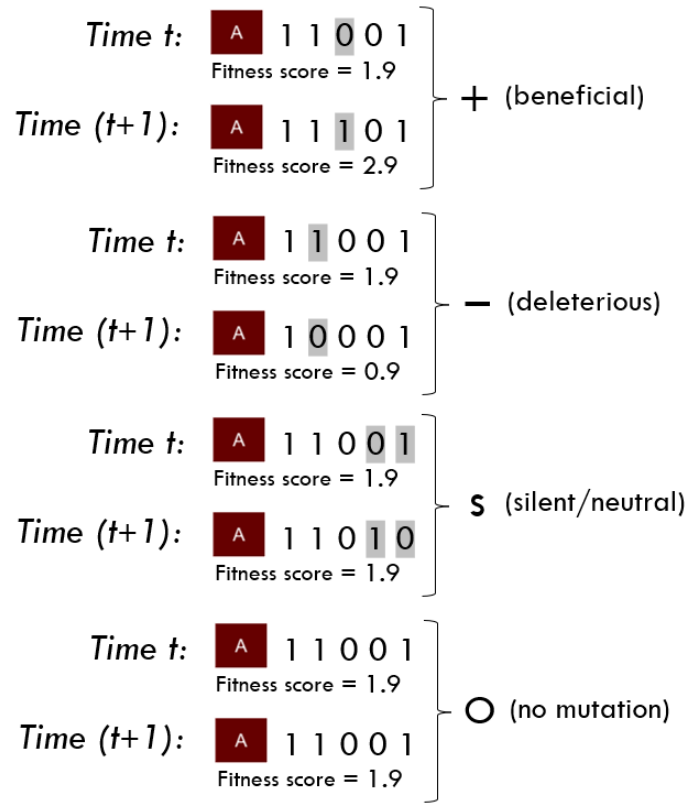 Time t: A 1 1 0 0 1
Fitness score = 1.9
Time (t+1): A 1 1 1 0 1
Fitness score = 2.9
+ (beneficial)
Time t: A 1 1 0 0 1
Fitness score = 1.9
Time (t+1): A 1 0 0 0 1
Fitness score = 0.9
− (deleterious)
Time t: A 1 1 0 0 1
Fitness score = 1.9
Time (t+1): A 1 1 0 1 0
Fitness score = 1.9
S (silent/neutral)
Time t: A 1 1 0 0 1
Fitness score = 1.9
Time (t+1): A 1 1 0 0 1
Fitness score = 1.9
O (no mutation)